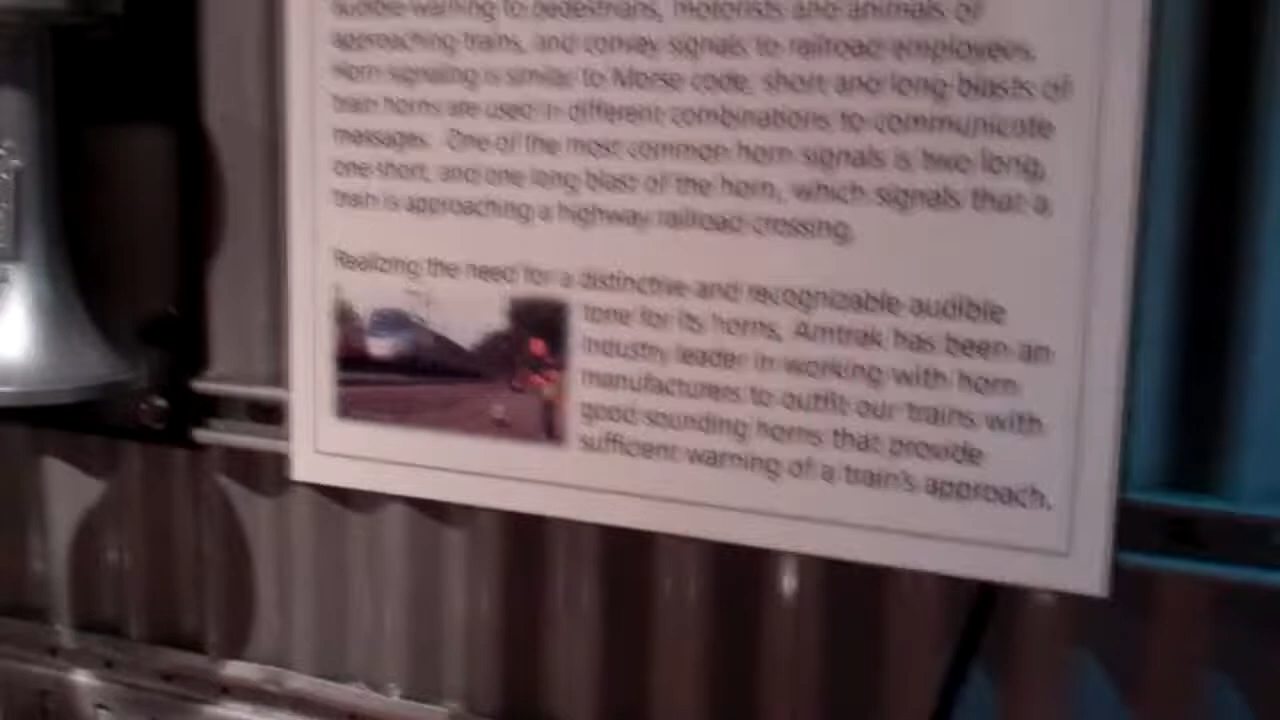 audible warning to pedestrians, motorists and animals of
approaching trains, and convey signals to railroad employees.
Horn signaling is similar to Morse code, short and long blasts of
train horns are used in different combinations to communicate
messages. One of the most common horn signals is two long,
one short, and one long blast of the horn, which signals that a
train is approaching a highway railroad crossing.
Realizing the need for a distinctive and recognizable audible
tone for its horns, Amtrak has been an
industry leader in working with horn
manufacturers to outfit our trains with
good sounding horns that provide
sufficient warning of a train's approach.